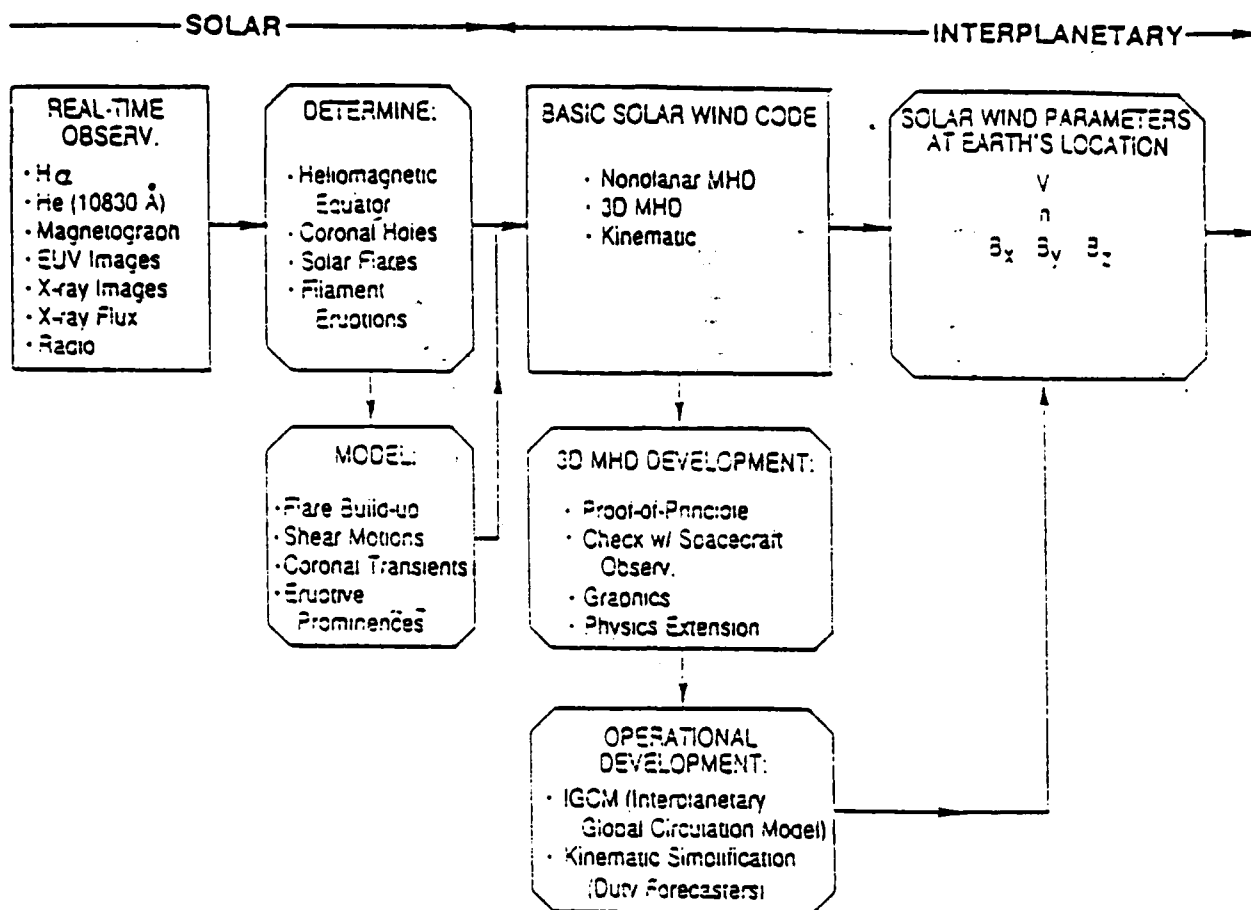 SOLAR
INTERPLANETARY
REAL-TIME
OBSERV.
· Hα
· He (10830 Å)
· Magnetograph
· EUV Images
· X-ray Images
· X-ray Flux
· Radio
DETERMINE:
· Heliomagnetic
Equator
· Coronal Holes
· Solar Flares
· Filament
Eruptions
BASIC SOLAR WIND CODE
· Nonplanar MHD
· 3D MHD
· Kinematic
SOLAR WIND PARAMETERS
AT EARTH'S LOCATION
V
n
Bx By Bz
MODEL:
· Flare Build-up
· Shear Motions
· Coronal Transients
· Eruptive
Prominences
3D MHD DEVELOPMENT:
· Proof-of-Principle
· Check w/ Spacecraft
Observ.
· Graphics
· Physics Extension
OPERATIONAL
DEVELOPMENT:
· IGCM (Interplanetary
Global Circulation Model)
· Kinematic Simplification
(Duty Forecasters)